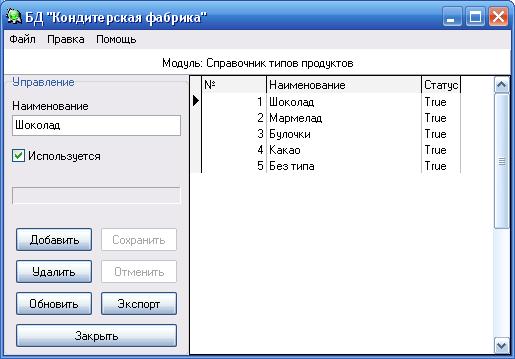 БД "Кондитерская фабрика"
Файл Правка Помощь
Модуль: Справочник типов продуктов
Управление
Наименование
Шоколад
Используется
Добавить Сохранить
Удалить Отменить
Обновить Экспорт
Закрыть
№ Наименование Статус
1 Шоколад True
2 Мармелад True
3 Булочки True
4 Какао True
5 Без типа True